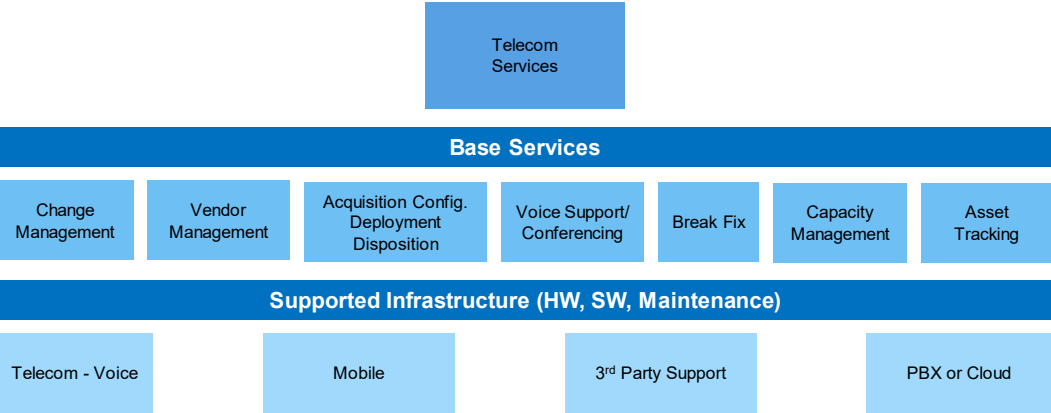 Telecom
Services
Base Services
Change
Management
Vendor
Management
Acquisition Config.
Deployment
Disposition
Voice Support/
Conferencing
Break Fix
Capacity
Management
Asset
Tracking
Supported Infrastructure (HW, SW, Maintenance)
Telecom - Voice
Mobile
3rd Party Support
PBX or Cloud